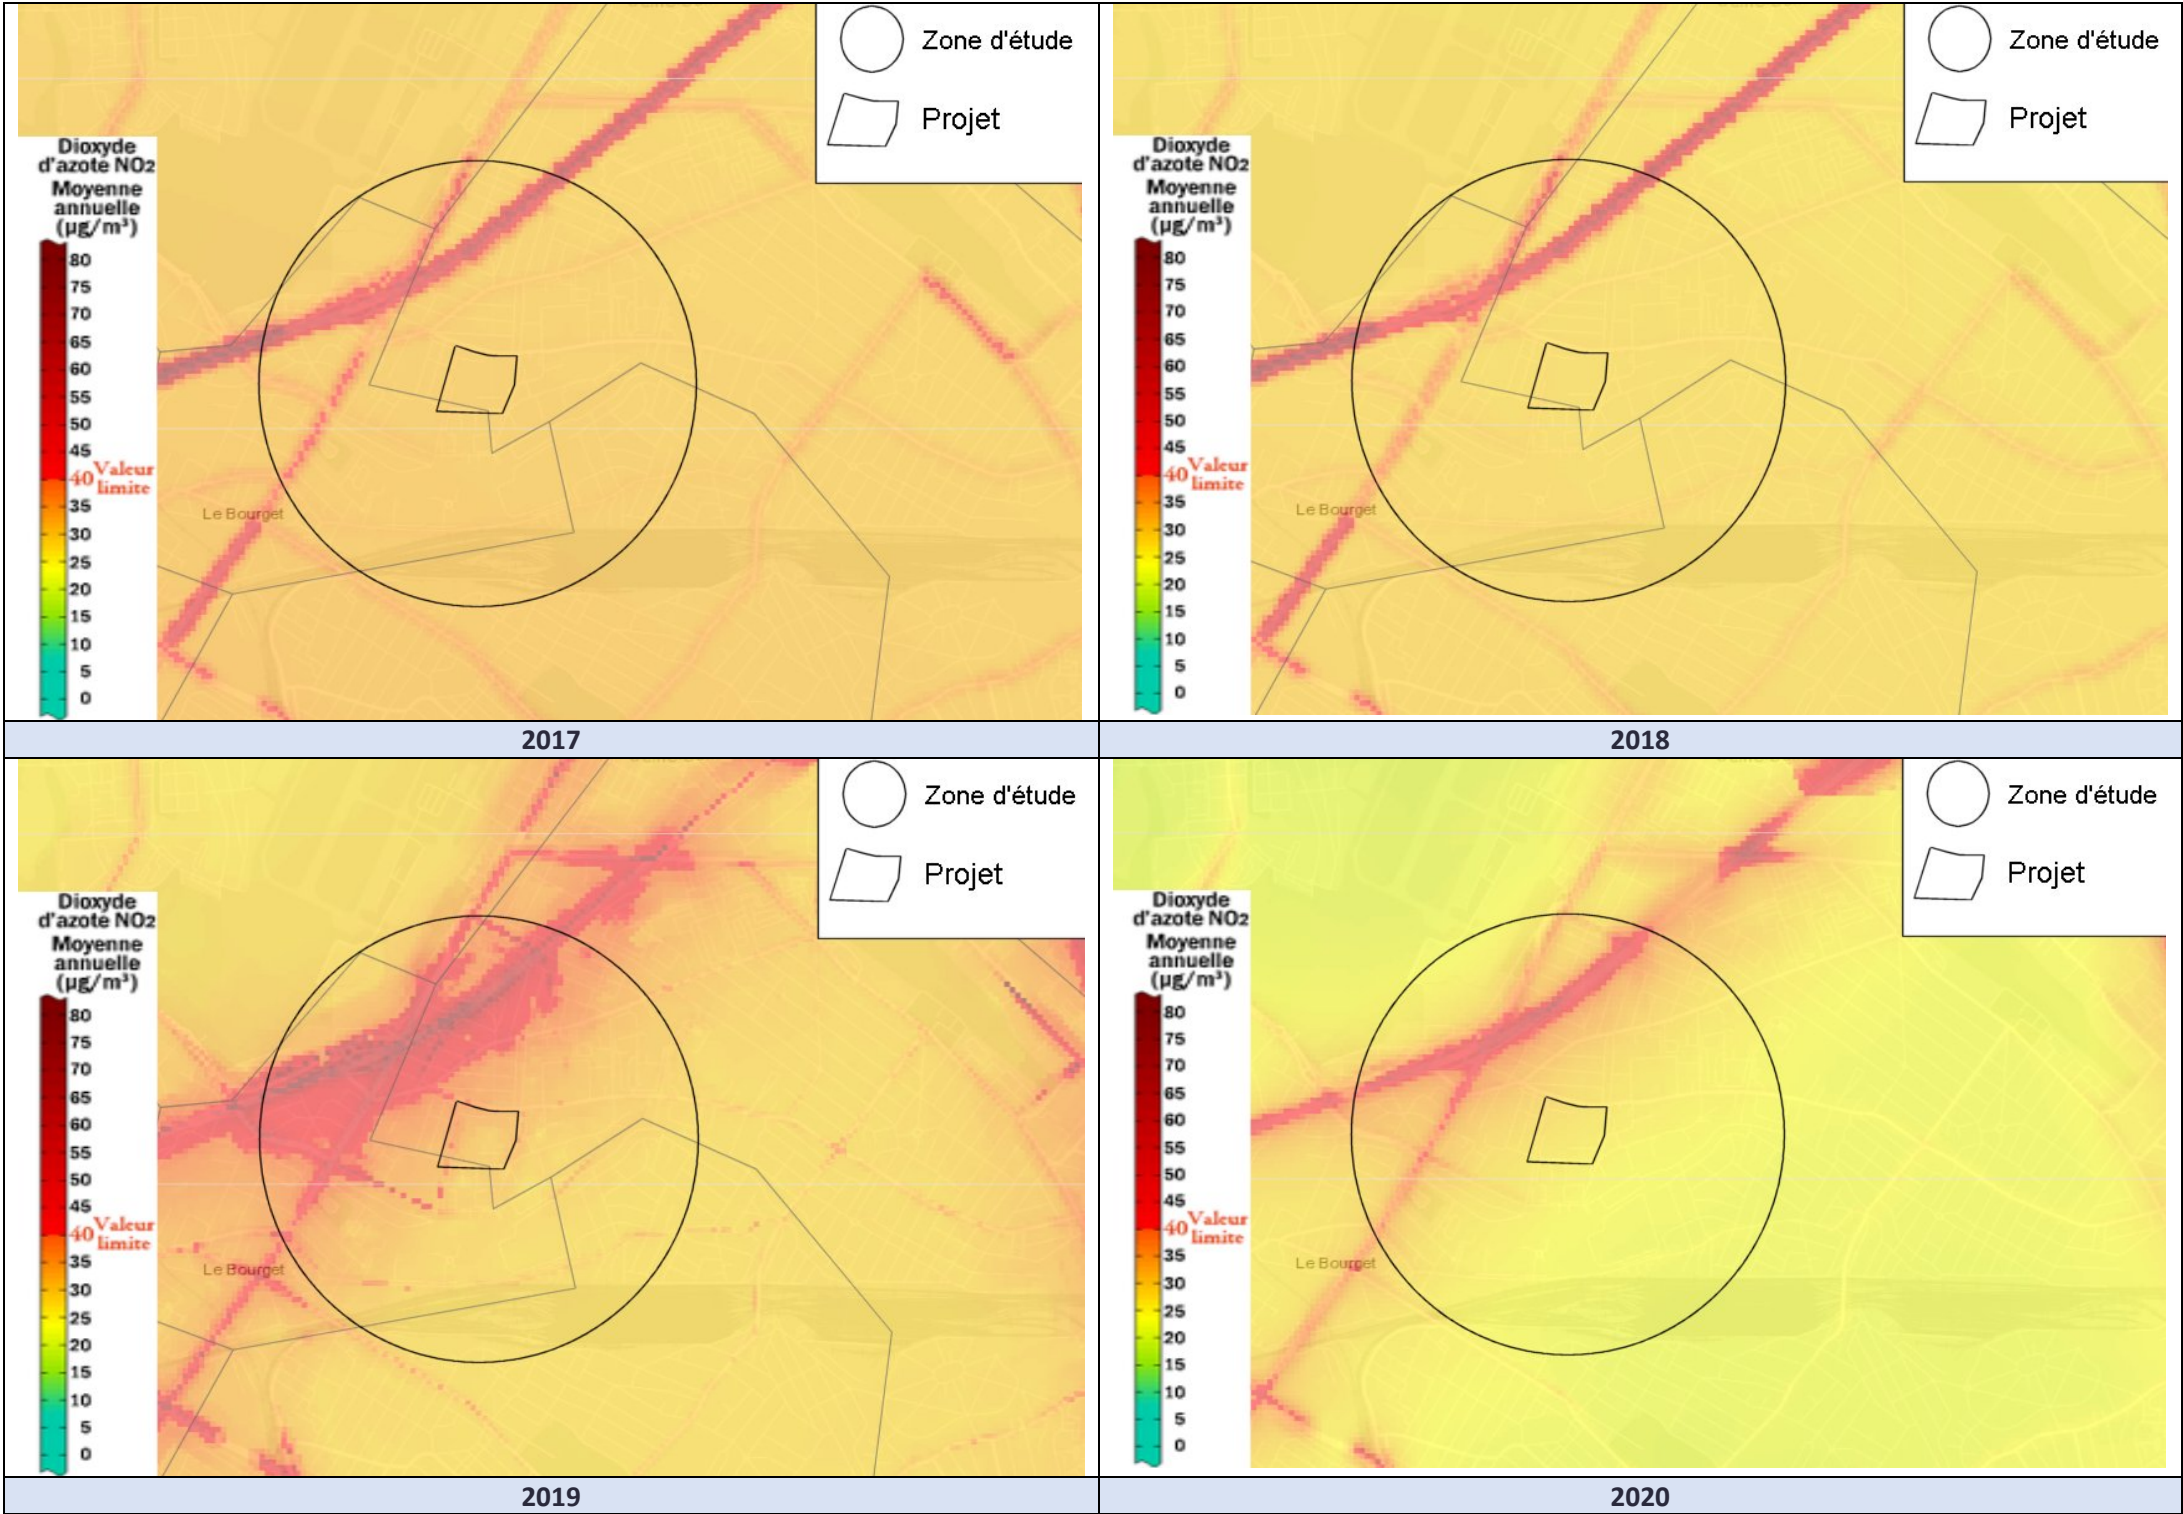 Zone d'étude
Projet
Dioxyde
d'azote NO2
Moyenne
annuelle
(µg/m³)
80
75
70
65
60
55
50
45
40 Valeur
limite
35
30
25
20
15
10
5
0
Le Bourget
2017
Zone d'étude
Projet
Dioxyde
d'azote NO2
Moyenne
annuelle
(µg/m³)
80
75
70
65
60
55
50
45
40 Valeur
limite
35
30
25
20
15
10
5
0
Le Bourget
2018
Zone d'étude
Projet
Dioxyde
d'azote NO2
Moyenne
annuelle
(µg/m³)
80
75
70
65
60
55
50
45
40 Valeur
limite
35
30
25
20
15
10
5
0
Le Bourget
2019
Zone d'étude
Projet
Dioxyde
d'azote NO2
Moyenne
annuelle
(µg/m³)
80
75
70
65
60
55
50
45
40 Valeur
limite
35
30
25
20
15
10
5
0
Le Bourget
2020